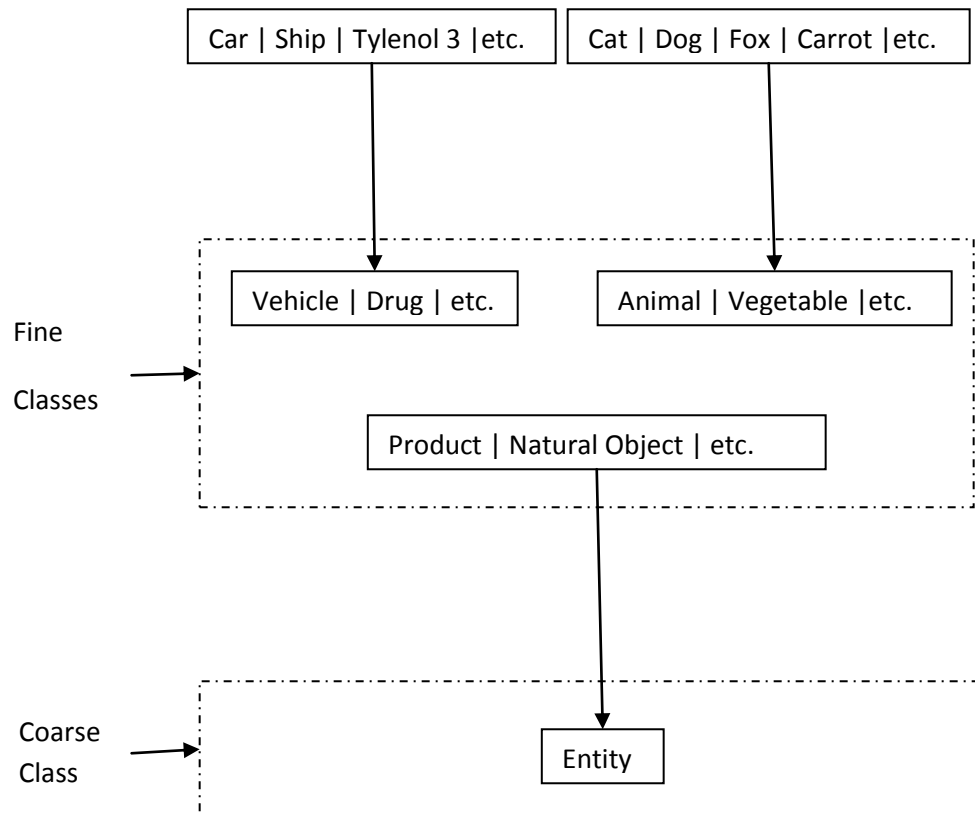 Car | Ship | Tylenol 3 |etc.
Cat | Dog | Fox | Carrot |etc.
Vehicle | Drug | etc.
Animal | Vegetable |etc.
Fine
Classes
Product | Natural Object | etc.
Coarse
Class
Entity